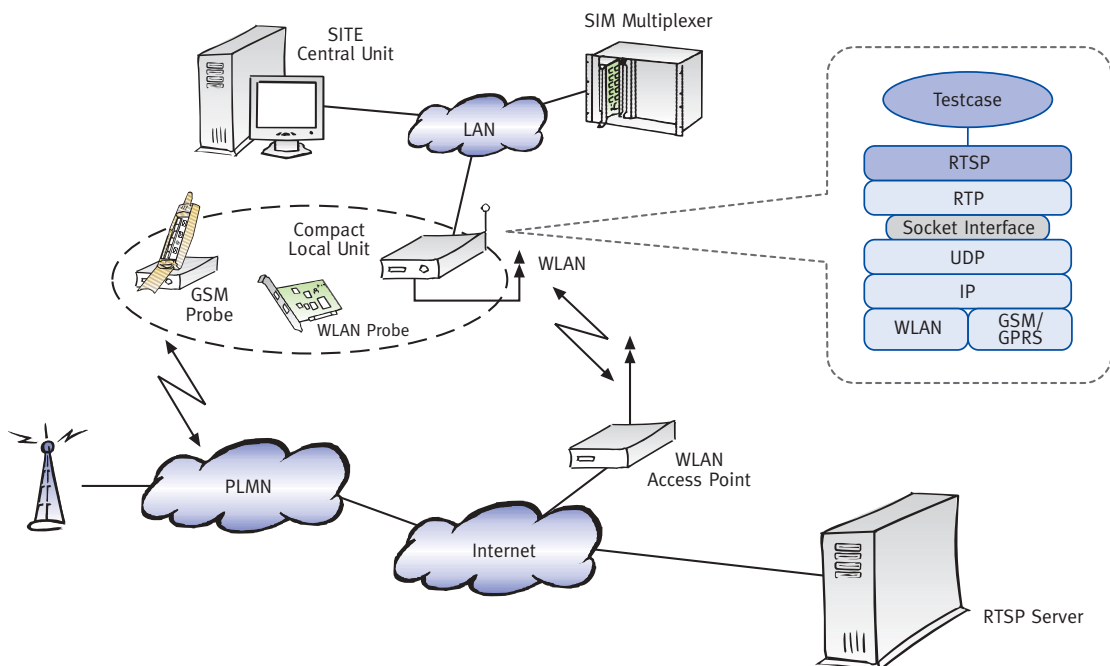 SITE
Central Unit
SIM Multiplexer
LAN
Compact
Local Unit
WLAN
GSM
Probe
WLAN Probe
PLMN
Internet
WLAN
Access Point
RTSP Server
Testcase
RTSP
RTP
Socket Interface
UDP
IP
WLAN
GSM/
GPRS